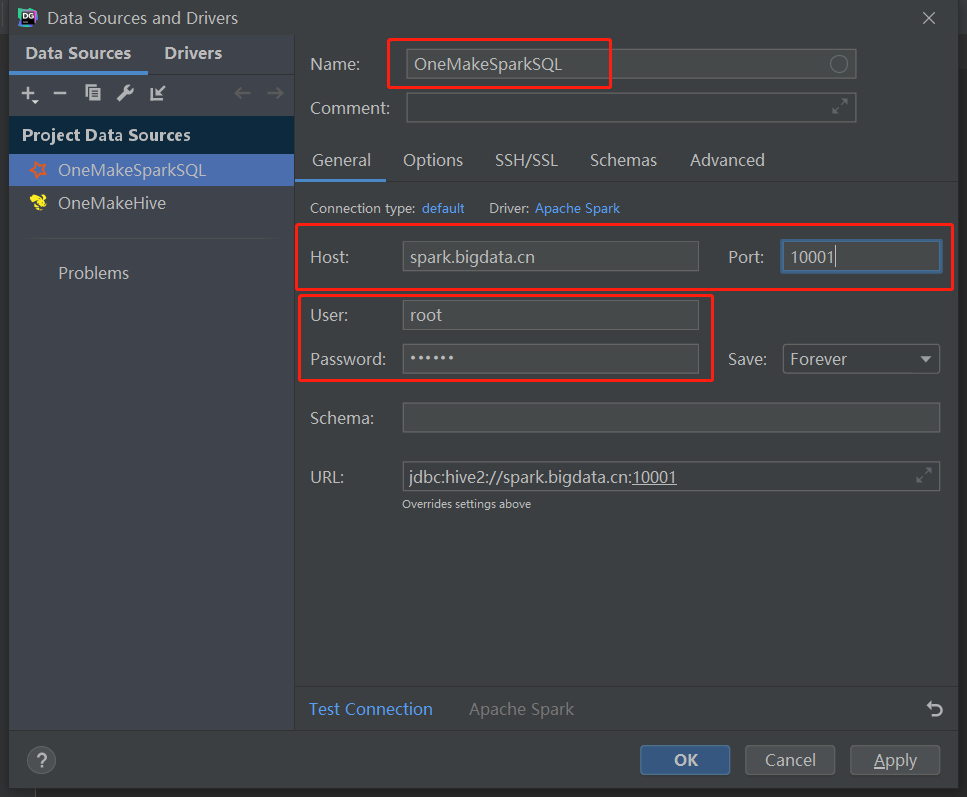 DG Data Sources and Drivers
Data Sources Drivers
Project Data Sources
OneMakeSparkSQL
OneMakeHive
Problems
Name: OneMakeSparkSQL
Comment:
General Options SSH/SSL Schemas Advanced
Connection type: default Driver: Apache Spark
Host: spark.bigdata.cn Port: 10001
User: root
Password: •••••• Save: Forever
Schema:
URL: jdbc:hive2://spark.bigdata.cn:10001
Overrides settings above
Test Connection Apache Spark
? OK Cancel Apply